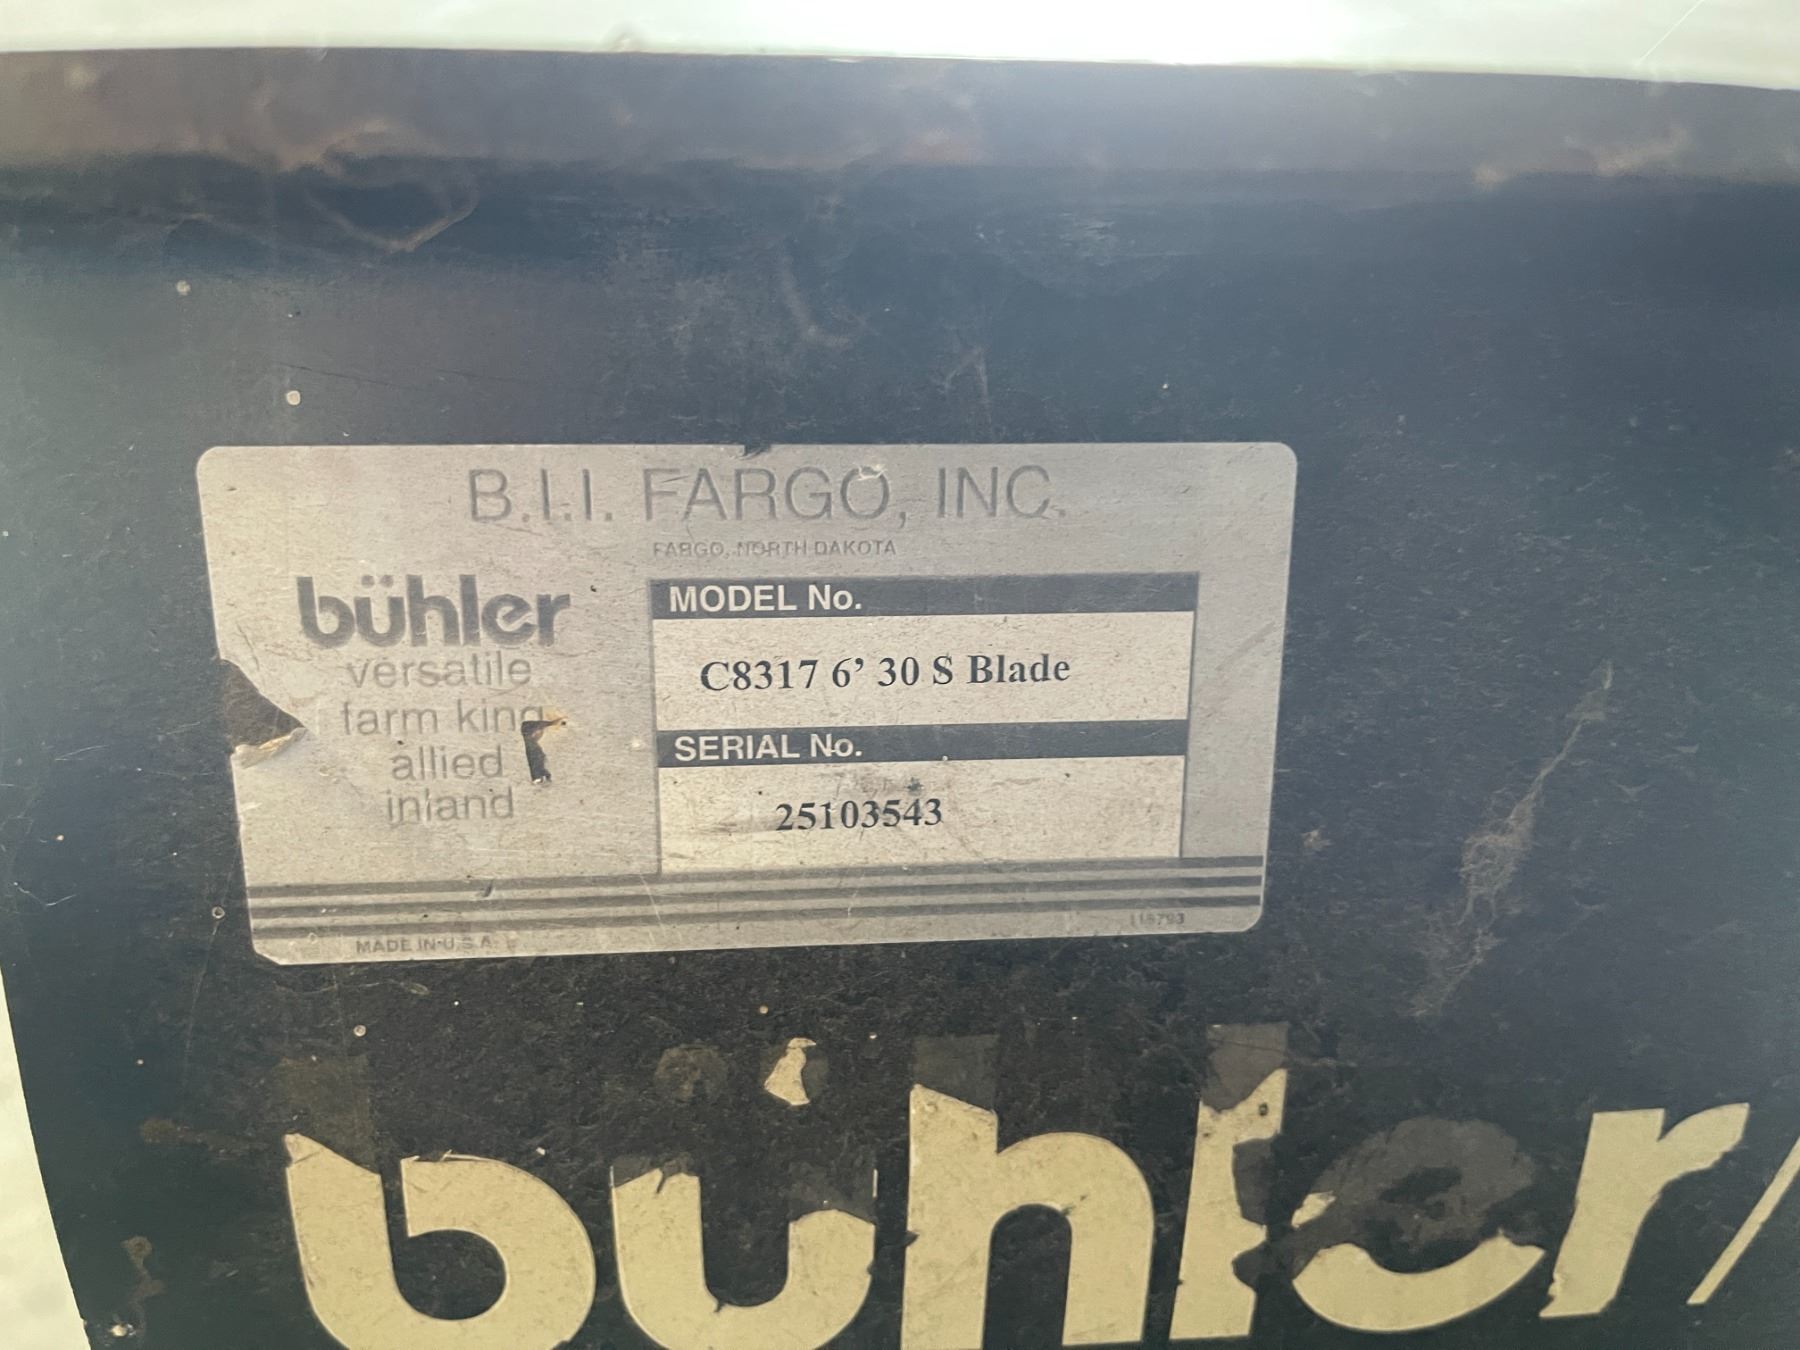 B.I.I. FARGO, INC.
FARGO, NORTH DAKOTA
bühler
versatile
farm king
allied
inland
MODEL No.
C8317 6' 30 S Blade
SERIAL No.
25103543
MADE IN U.S.A.
bühler/